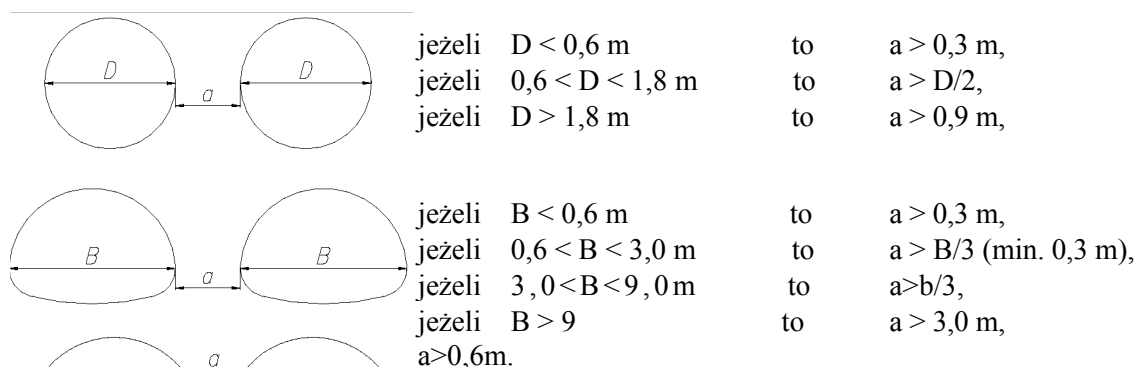 jeżeli D < 0,6 m to a > 0,3 m,
D a D jeżeli 0,6 < D < 1,8 m to a > D/2,
jeżeli D > 1,8 m to a > 0,9 m,
jeżeli B < 0,6 m to a > 0,3 m,
B a B jeżeli 0,6 < B < 3,0 m to a > B/3 (min. 0,3 m),
jeżeli 3,0<B<9,0m to a>b/3,
jeżeli B > 9 to a > 3,0 m,
a a>0,6m.